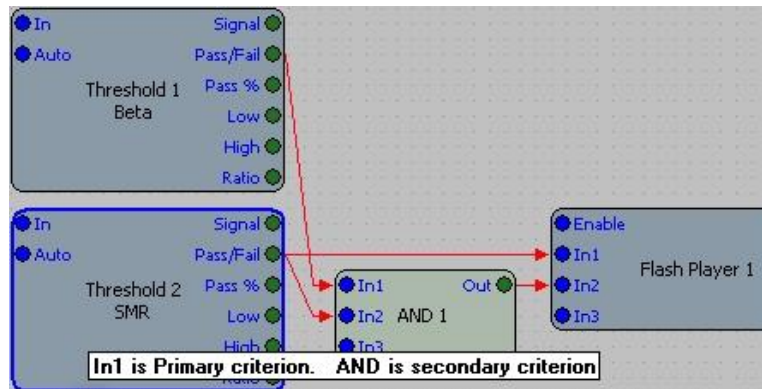 In Signal
Auto Pass/Fail
Threshold 1
Beta
Pass %
Low
High
Ratio
In Signal
Auto Pass/Fail
Threshold 2
SMR
Pass %
Low
High
Ratio
In1 Out
In2 AND 1
In3
Enable
In1
In2
In3
Flash Player 1
In1 is Primary criterion. AND is secondary criterion